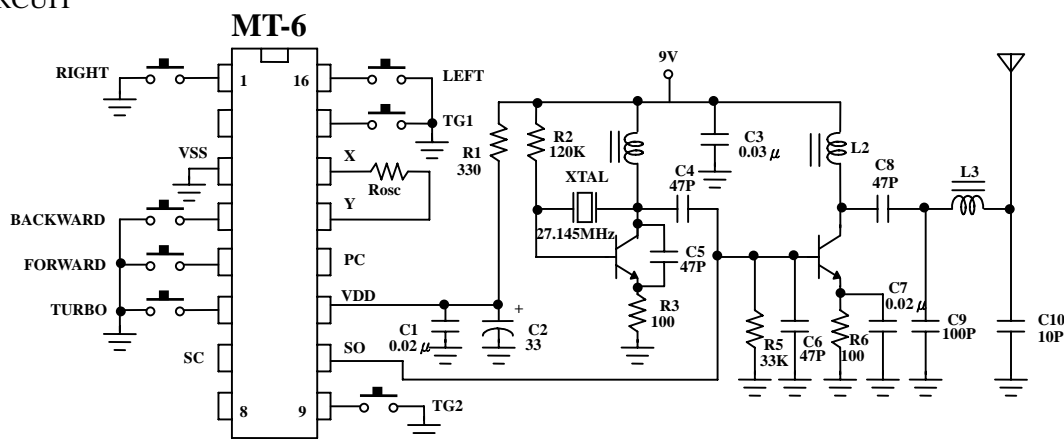 MT-6
RIGHT
1
16
LEFT
TG1
VSS
X
Rosc
Y
BACKWARD
FORWARD
PC
TURBO
VDD
SC
SO
8
9
TG2
C1
0.02 μ
+
C2
33
R1
330
R2
120K
9V
XTAL
27.145MHz
C4
47P
C3
0.03 μ
C5
47P
R3
100
L2
C8
47P
L3
C7
0.02 μ
R5
33K
C6
47P
R6
100
C9
100P
C10
10P